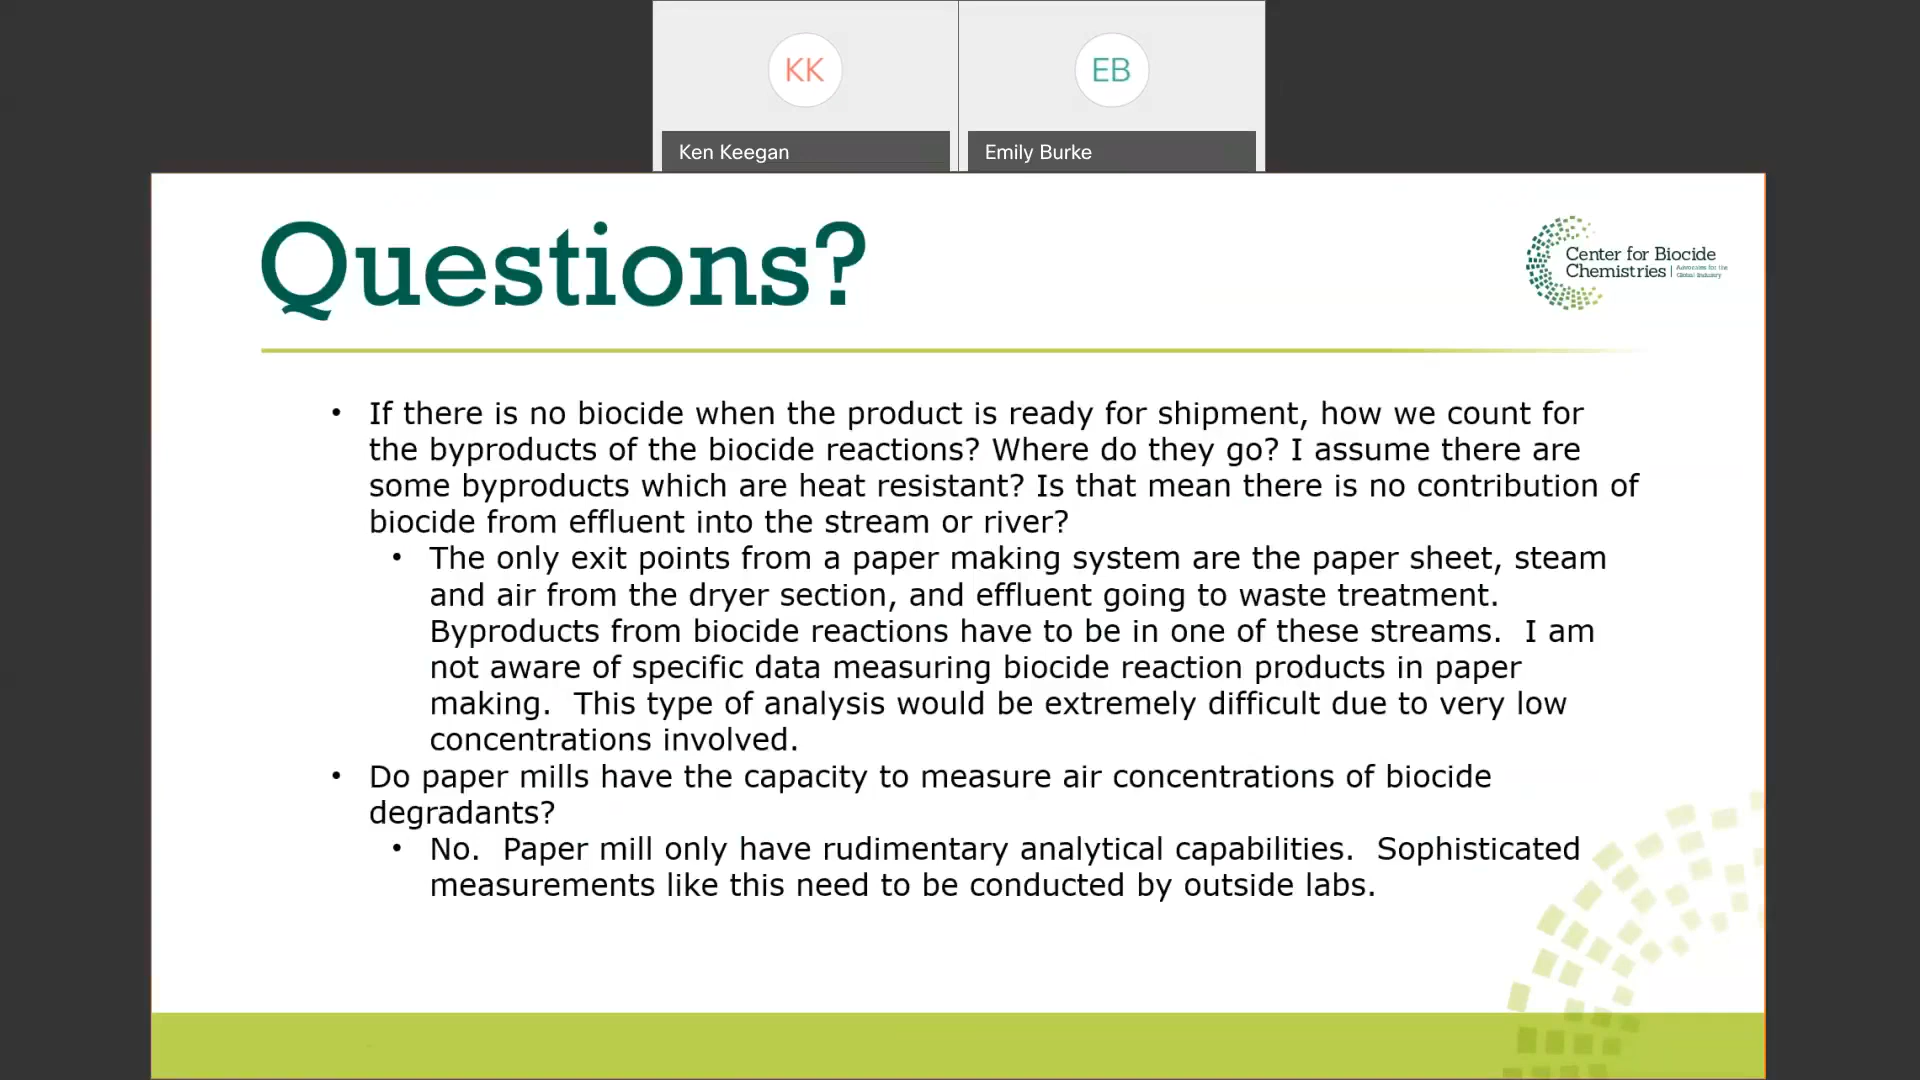 KK
EB
Ken Keegan
Emily Burke
Questions?
Center for Biocide
Chemistries | Advocates for the
Global Industry
• If there is no biocide when the product is ready for shipment, how we count for
the byproducts of the biocide reactions? Where do they go? I assume there are
some byproducts which are heat resistant? Is that mean there is no contribution of
biocide from effluent into the stream or river?
• The only exit points from a paper making system are the paper sheet, steam
and air from the dryer section, and effluent going to waste treatment.
Byproducts from biocide reactions have to be in one of these streams.  I am
not aware of specific data measuring biocide reaction products in paper
making.  This type of analysis would be extremely difficult due to very low
concentrations involved.
• Do paper mills have the capacity to measure air concentrations of biocide
degradants?
• No.  Paper mill only have rudimentary analytical capabilities.  Sophisticated
measurements like this need to be conducted by outside labs.